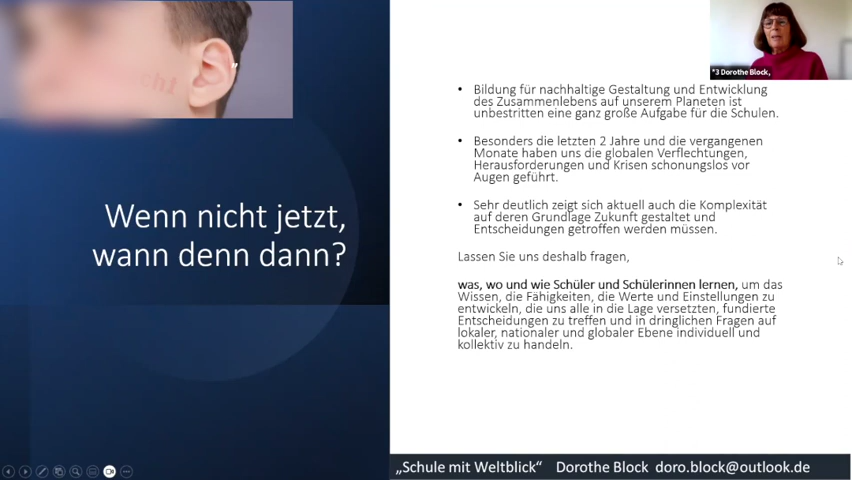 *3 Dorothe Block,
Wenn nicht jetzt,
wann denn dann?
• Bildung für nachhaltige Gestaltung und Entwicklung
des Zusammenlebens auf unserem Planeten ist
unbestritten eine ganz große Aufgabe für die Schulen.
• Besonders die letzten 2 Jahre und die vergangenen
Monate haben uns die globalen Verflechtungen,
Herausforderungen und Krisen schonungslos vor
Augen geführt.
• Sehr deutlich zeigt sich aktuell auch die Komplexität
auf deren Grundlage Zukunft gestaltet und
Entscheidungen getroffen werden müssen.
Lassen Sie uns deshalb fragen,
was, wo und wie Schüler und Schülerinnen lernen, um das
Wissen, die Fähigkeiten, die Werte und Einstellungen zu
entwickeln, die uns alle in die Lage versetzten, fundierte
Entscheidungen zu treffen und in dringlichen Fragen auf
lokaler, nationaler und globaler Ebene individuell und
kollektiv zu handeln.
„Schule mit Weltblick“ Dorothe Block doro.block@outlook.de